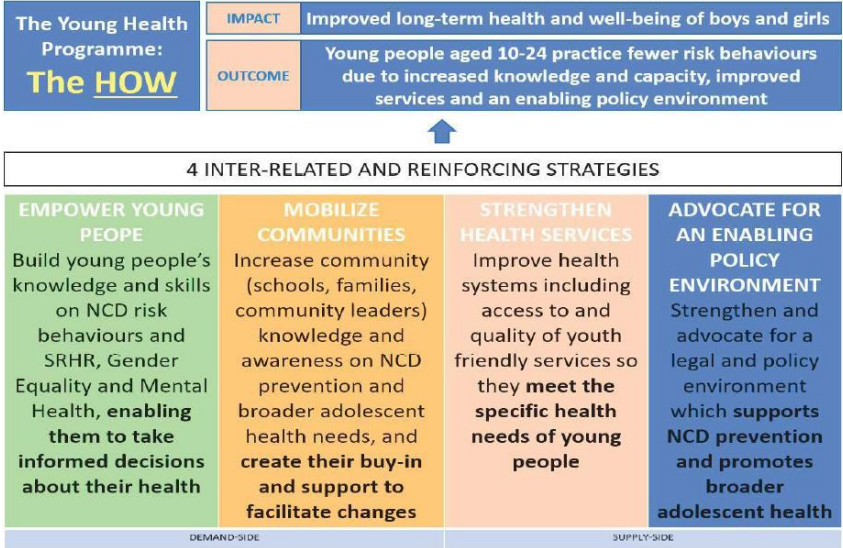 The Young Health
Programme:
The HOW
IMPACT
Improved long-term health and well-being of boys and girls
OUTCOME
Young people aged 10-24 practice fewer risk behaviours
due to increased knowledge and capacity, improved
services and an enabling policy environment
4 INTER-RELATED AND REINFORCING STRATEGIES
EMPOWER YOUNG
PEOPE
Build young people's
knowledge and skills
on NCD risk
behaviours and
SRHR, Gender
Equality and Mental
Health, enabling
them to take
informed decisions
about their health
MOBILIZE
COMMUNITIES
Increase community
(schools, families,
community leaders)
knowledge and
awareness on NCD
prevention and
broader adolescent
health needs, and
create their buy-in
and support to
facilitate changes
STRENGTHEN
HEALTH SERVICES
Improve health
systems including
access to and
quality of youth
friendly services so
they meet the
specific health
needs of young
people
ADVOCATE FOR
AN ENABLING
POLICY
ENVIRONMENT
Strengthen and
advocate for a
legal and policy
environment
which supports
NCD prevention
and promotes
broader
adolescent health
DEMAND-SIDE
SUPPLY-SIDE